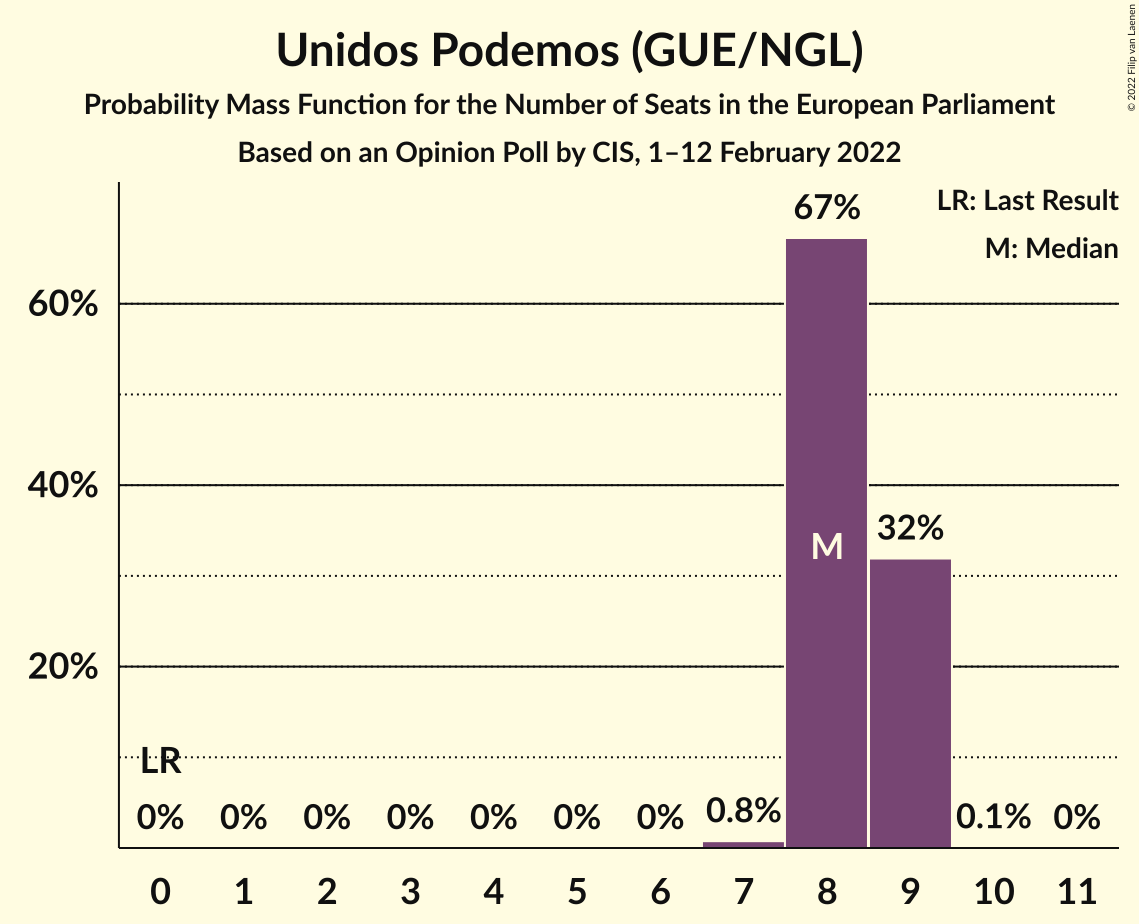 Unidos Podemos (GUE/NGL)
Probability Mass Function for the Number of Seats in the European Parliament
Based on an Opinion Poll by CIS, 1–12 February 2022
© 2022 Filip van Laenen
LR: Last Result
M: Median
67%
60%
40%
32%
M
20%
LR
0% 0% 0% 0% 0% 0% 0% 0.8% 0.1% 0%
0 1 2 3 4 5 6 7 8 9 10 11